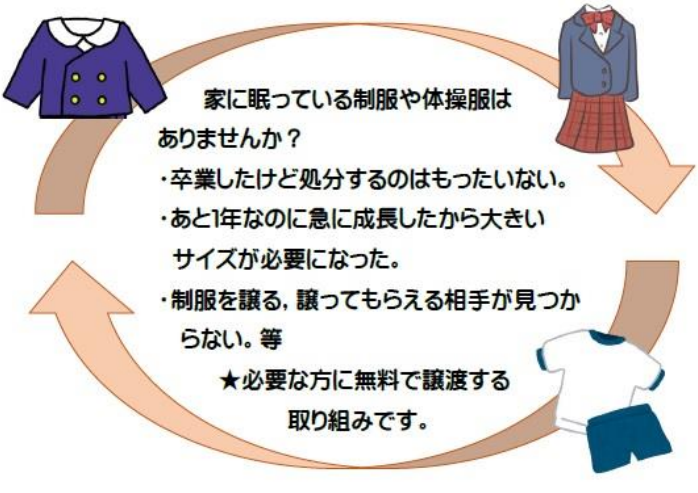 家に眠っている制服や体操服は
ありませんか？
・卒業したけど処分するのはもったいない。
・あと1年なのに急に成長したから大きい
サイズが必要になった。
・制服を譲る，譲ってもらえる相手が見つか
らない。等
★必要な方に無料で譲渡する
取り組みです。